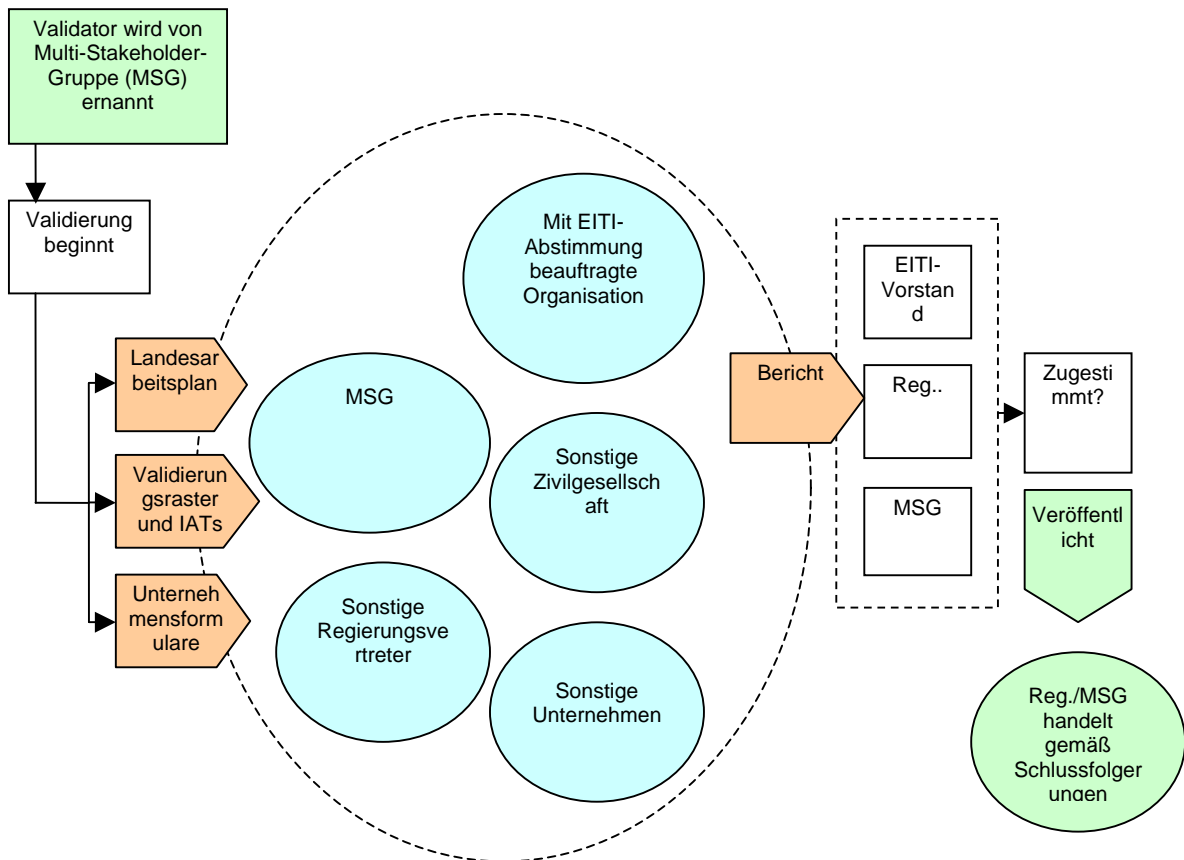 Validator wird von
Multi-Stakeholder-
Gruppe (MSG)
ernannt
Validierung
beginnt
Landesar
beitsplan
Validierun
gsraster
und IATs
Unterneh
mensform
ulare
Mit EITI-
Abstimmung
beauftragte
Organisation
MSG
Sonstige
Zivilgesellsch
aft
Sonstige
Regierungsve
rtreter
Sonstige
Unternehmen
Bericht
EITI-
Vorstan
d
Reg..
MSG
Zugesti
mmt?
Veröffentl
icht
Reg./MSG
handelt
gemäß
Schlussfolger
ungen